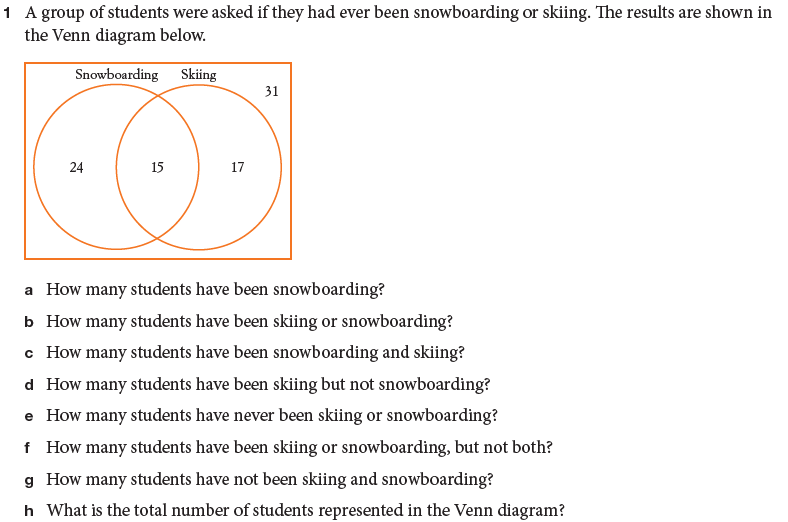 1 A group of students were asked if they had ever been snowboarding or skiing. The results are shown in
the Venn diagram below.
Snowboarding Skiing
31
24 15 17
a How many students have been snowboarding?
b How many students have been skiing or snowboarding?
c How many students have been snowboarding and skiing?
d How many students have been skiing but not snowboarding?
e How many students have never been skiing or snowboarding?
f How many students have been skiing or snowboarding, but not both?
g How many students have not been skiing and snowboarding?
h What is the total number of students represented in the Venn diagram?